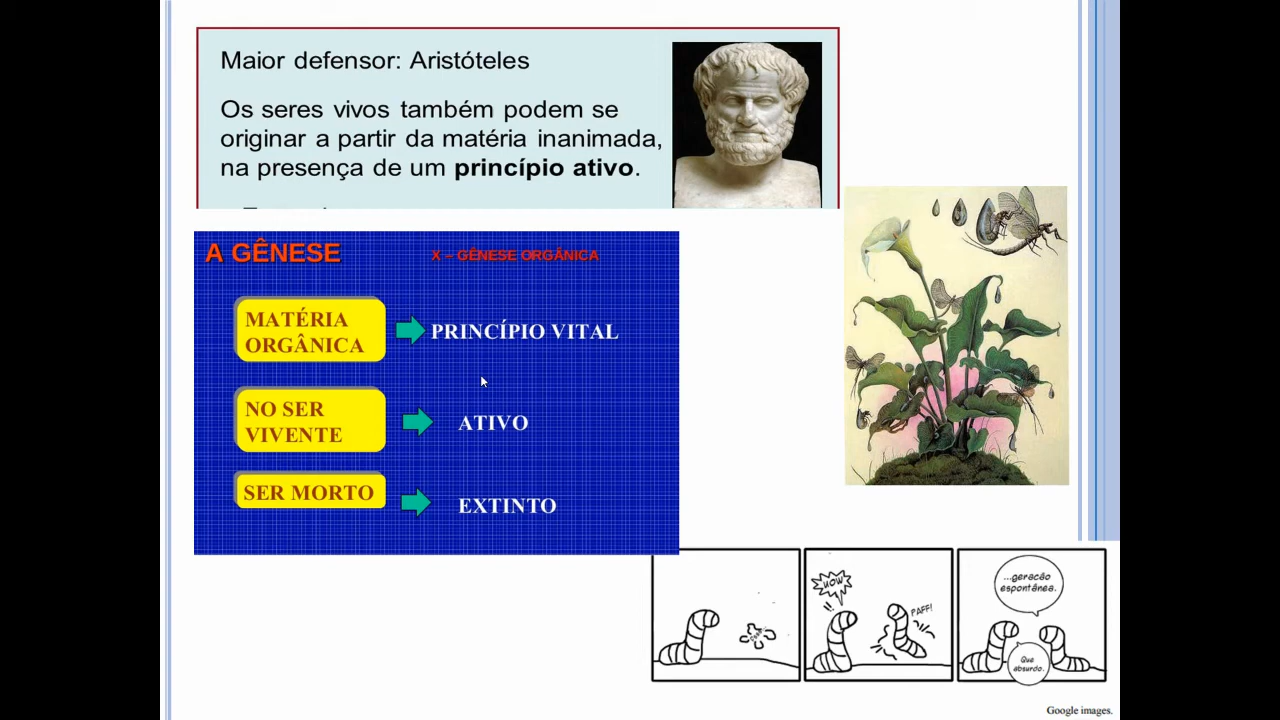 Maior defensor: Aristóteles
Os seres vivos também podem se
originar a partir da matéria inanimada,
na presença de um princípio ativo.
A GÊNESE
X – GÊNESE ORGÂNICA
MATÉRIA
ORGÂNICA
PRINCÍPIO VITAL
NO SER
VIVENTE
ATIVO
SER MORTO
EXTINTO
WOW
PAFF!
...geracão
espontânea.
Que
absurdo.
Google images.